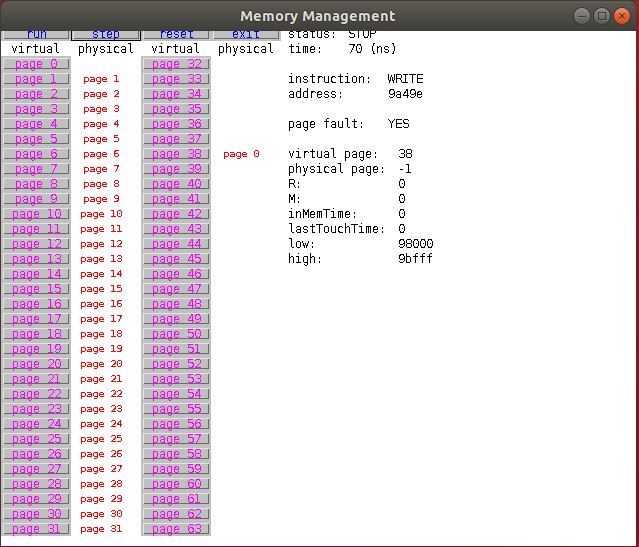 Memory Management
run step reset exit status: STOP
virtual physical virtual physical time: 70 (ns)
page 0 page 32
page 1 page 1 page 33 instruction: WRITE
page 2 page 2 page 34 address: 9a49e
page 3 page 3 page 35
page 4 page 4 page 36 page fault: YES
page 5 page 5 page 37
page 6 page 6 page 38 page 0 virtual page: 38
page 7 page 7 page 39 physical page: -1
page 8 page 8 page 40 R: 0
page 9 page 9 page 41 M: 0
page 10 page 10 page 42 inMemTime: 0
page 11 page 11 page 43 lastTouchTime: 0
page 12 page 12 page 44 low: 98000
page 13 page 13 page 45 high: 9bfff
page 14 page 14 page 46
page 15 page 15 page 47
page 16 page 16 page 48
page 17 page 17 page 49
page 18 page 18 page 50
page 19 page 19 page 51
page 20 page 20 page 52
page 21 page 21 page 53
page 22 page 22 page 54
page 23 page 23 page 55
page 24 page 24 page 56
page 25 page 25 page 57
page 26 page 26 page 58
page 27 page 27 page 59
page 28 page 28 page 60
page 29 page 29 page 61
page 30 page 30 page 62
page 31 page 31 page 63